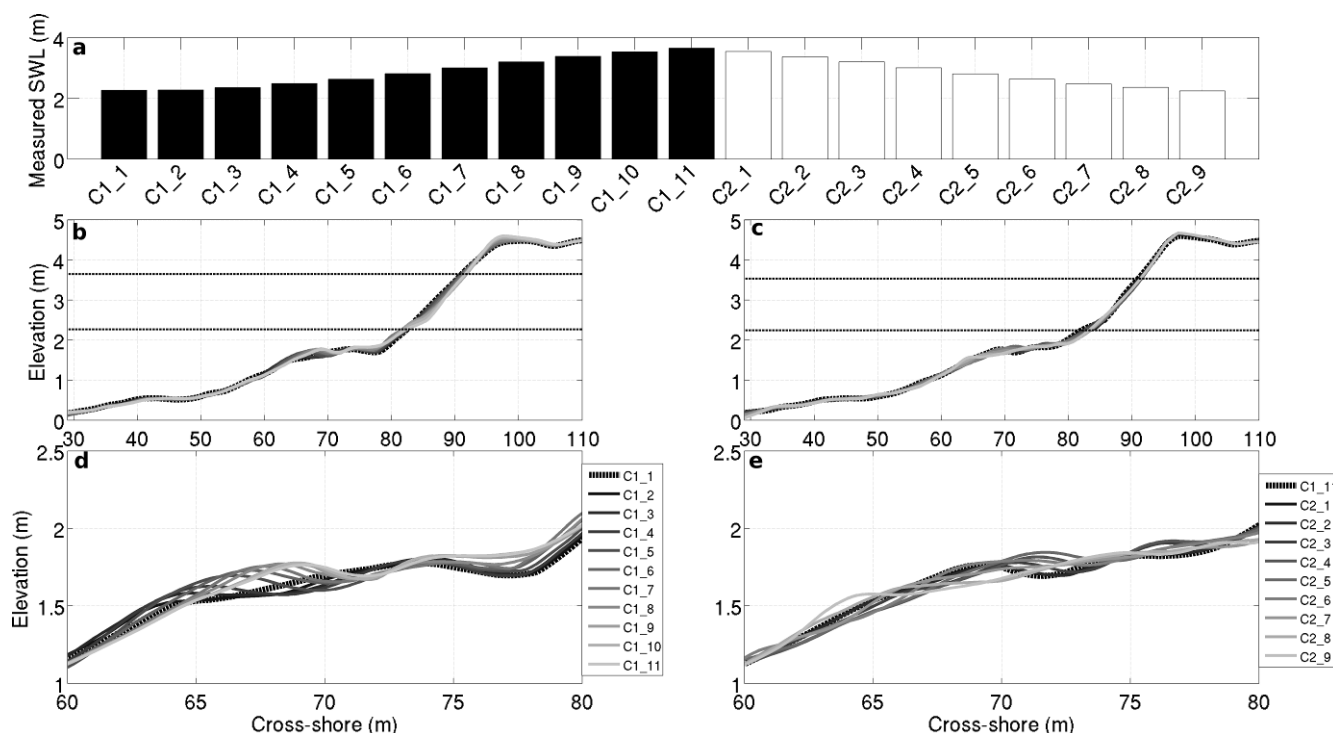 a
Measured SWL (m)
4
2
0
C1_1 C1_2 C1_3 C1_4 C1_5 C1_6 C1_7 C1_8 C1_9 C1_10 C1_11 C2_1 C2_2 C2_3 C2_4 C2_5 C2_6 C2_7 C2_8 C2_9
b
Elevation (m)
5
4
3
2
1
0
30 40 50 60 70 80 90 100 110
c
5
4
3
2
1
0
30 40 50 60 70 80 90 100 110
d
Elevation (m)
2.5
2
1.5
1
60 65 70 75 80
Cross-shore (m)
C1_1
C1_2
C1_3
C1_4
C1_5
C1_6
C1_7
C1_8
C1_9
C1_10
C1_11
e
2.5
2
1.5
1
60 65 70 75 80
Cross-shore (m)
C1_11
C2_1
C2_2
C2_3
C2_4
C2_5
C2_6
C2_7
C2_8
C2_9